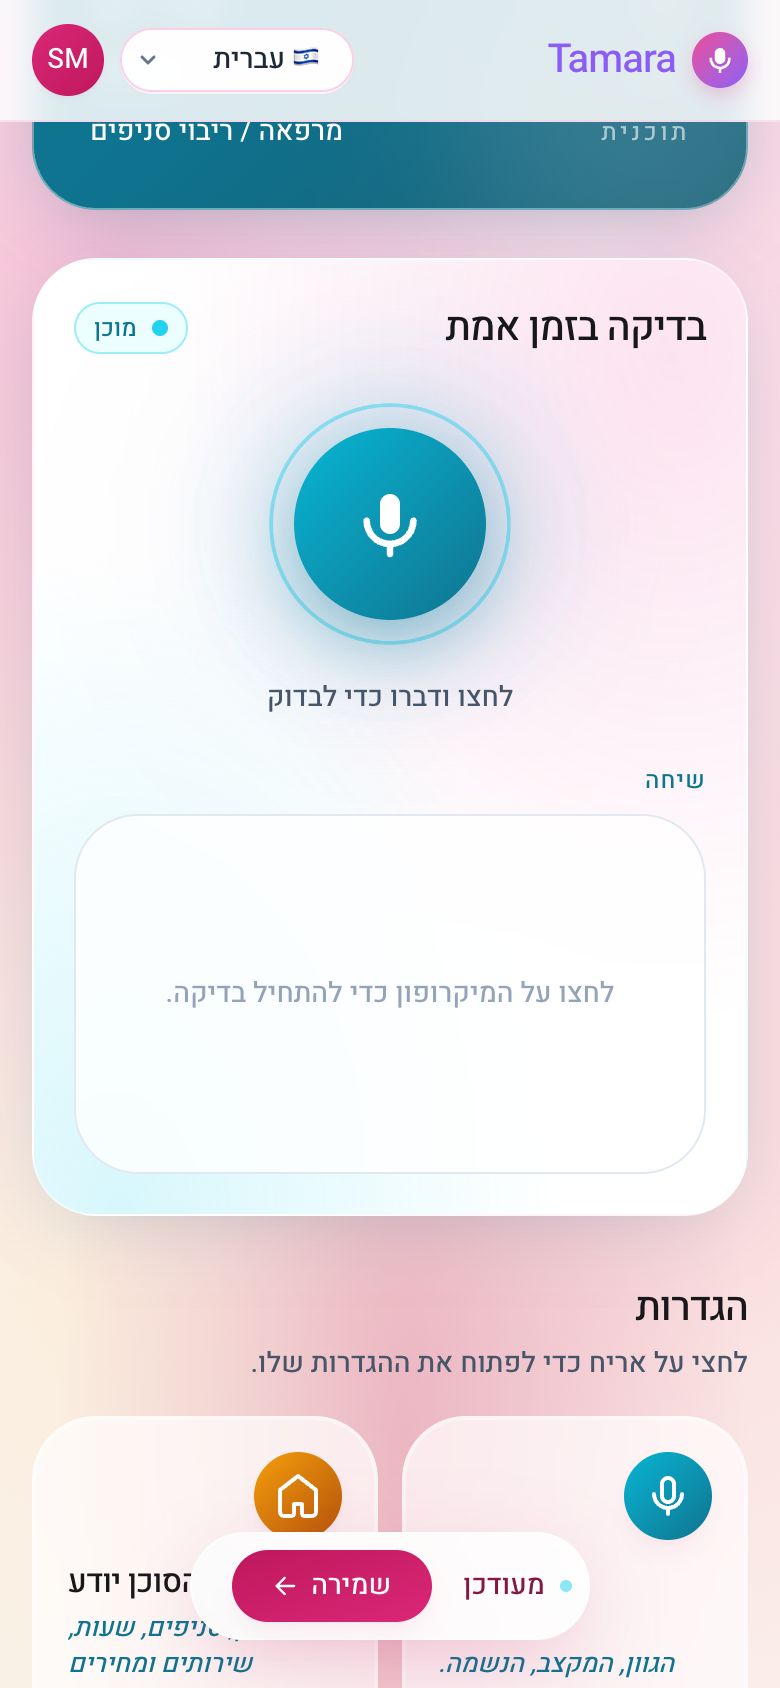 Tamara
עברית
SM
תוכנית
מרפאה / ריבוי סניפים
בדיקה בזמן אמת
מוכן
לחצו ודברו כדי לבדוק
שיחה
לחצו על המיקרופון כדי להתחיל בדיקה.
הגדרות
לחצי על אריח כדי לפתוח את ההגדרות שלו.
הגוון, המקצב, הנשמה.
הסוכן יודע
סניפים, שעות,
שירותים ומחירים
מעודכן
שמירה ←